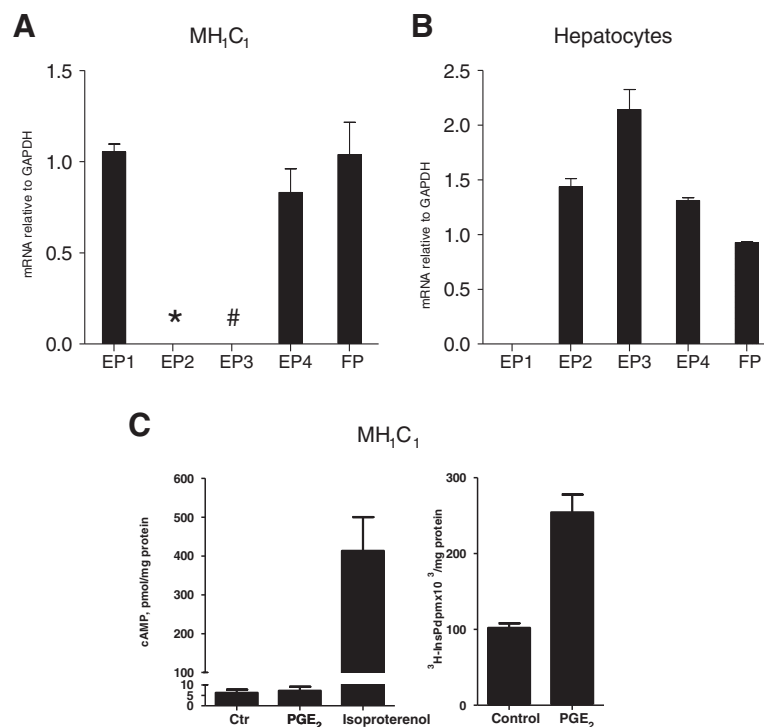 A
MH₁C₁
mRNA relative to GAPDH
1.5
1.0
0.5
0.0
*
#
EP1 EP2 EP3 EP4 FP
B
Hepatocytes
mRNA relative to GAPDH
2.5
2.0
1.5
1.0
0.5
0.0
EP1 EP2 EP3 EP4 FP
C
MH₁C₁
cAMP, pmol/mg protein
600
500
400
300
200
100
10
5
0
Ctr PGE₂ Isoproterenol
³H-InsPdpmx10 ³/mg protein
300
200
100
0
Control PGE₂